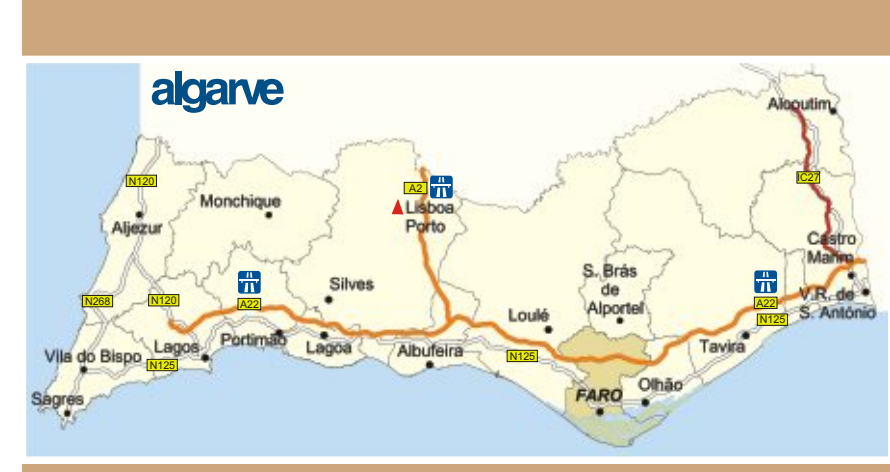 algarve
Alcoutim
N120
A2
IC27
Monchique
Lisboa
Porto
Aljezur
Castro
Marim
S. Brás
de
Alportel
Silves
A22
A22
N268
N120
V.R. de
S. António
Loulé
N125
Portimão
Lagos
Lagoa
Albufeira
Tavira
N125
Vila do Bispo
N125
Olhão
FARO
Sagres